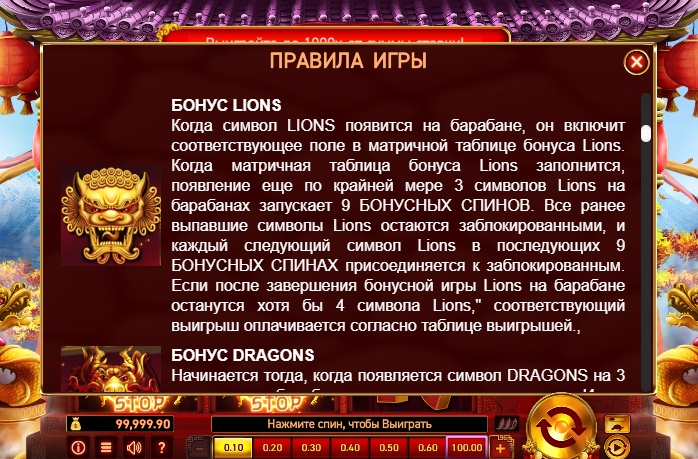 ПРАВИЛА ИГРЫ
БОНУС LIONS
Когда символ LIONS появится на барабане, он включит
соответствующее поле в матричной таблице бонуса Lions.
Когда матричная таблица бонуса Lions заполнится,
появление еще по крайней мере 3 символов Lions на
барабанах запускает 9 БОНУСНЫХ СПИНОВ. Все ранее
выпавшие символы Lions остаются заблокированными, и
каждый следующий символ Lions в последующих 9
БОНУСНЫХ СПИНАХ присоединяется к заблокированным.
Если после завершения бонусной игры Lions на барабане
останутся хотя бы 4 символа Lions," соответствующий
выигрыш оплачивается согласно таблице выигрышей.,
БОНУС DRAGONS
Начинается тогда, когда появляется символ DRAGONS на 3
STOP STOP
99,999.90
Нажмите спин, чтобы Выиграть
0.10 0.20 0.30 0.40 0.50 0.60 100.00